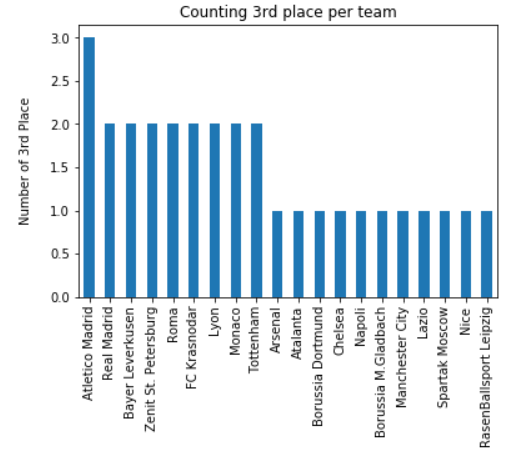 Counting 3rd place per team
Number of 3rd Place
3.0
2.5
2.0
1.5
1.0
0.5
0.0
Atletico Madrid
Real Madrid
Bayer Leverkusen
Zenit St. Petersburg
Roma
FC Krasnodar
Lyon
Monaco
Tottenham
Arsenal
Atalanta
Borussia Dortmund
Chelsea
Napoli
Borussia M.Gladbach
Manchester City
Lazio
Spartak Moscow
Nice
RasenBallsport Leipzig